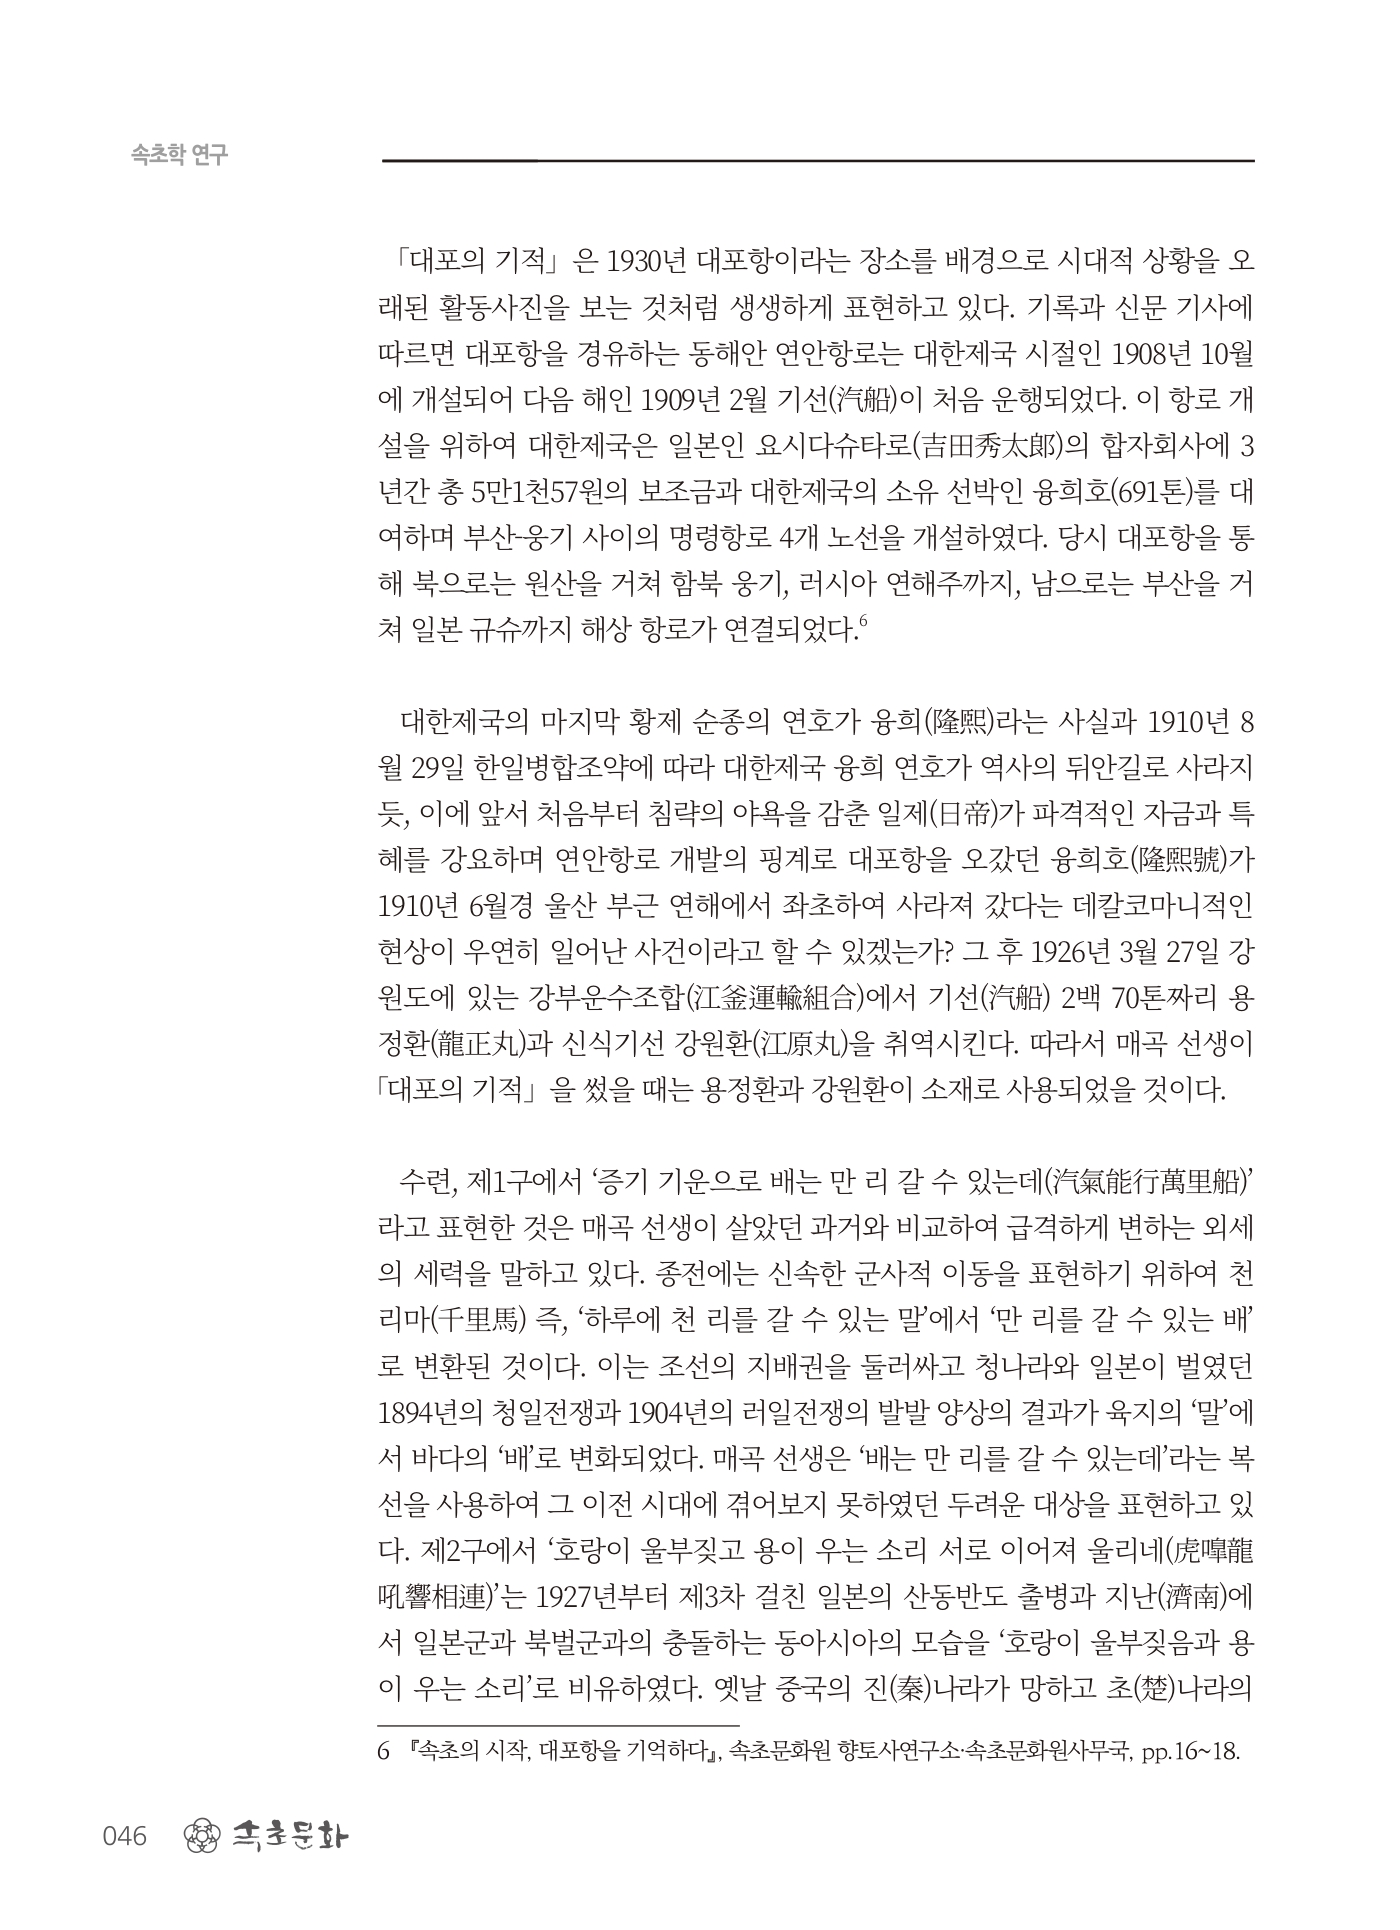 속초학 연구
「대포의 기적」은 1930년 대포항이라는 장소를 배경으로 시대적 상황을 오
래된 활동사진을 보는 것처럼 생생하게 표현하고 있다. 기록과 신문 기사에
따르면 대포항을 경유하는 동해안 연안항로는 대한제국 시절인 1908년 10월
에 개설되어 다음 해인 1909년 2월 기선(汽船)이 처음 운행되었다. 이 항로 개
설을 위하여 대한제국은 일본인 요시다슈타로(吉田秀太郎)의 합자회사에 3
년간 총 5만1천57원의 보조금과 대한제국의 소유 선박인 융희호(691톤)를 대
여하며 부산-웅기 사이의 명령항로 4개 노선을 개설하였다. 당시 대포항을 통
해 북으로는 원산을 거쳐 함북 웅기, 러시아 연해주까지, 남으로는 부산을 거
쳐 일본 규슈까지 해상 항로가 연결되었다.6
대한제국의 마지막 황제 순종의 연호가 융희(隆熙)라는 사실과 1910년 8
월 29일 한일병합조약에 따라 대한제국 융희 연호가 역사의 뒤안길로 사라지
듯, 이에 앞서 처음부터 침략의 야욕을 감춘 일제(日帝)가 파격적인 자금과 특
혜를 강요하며 연안항로 개발의 핑계로 대포항을 오갔던 융희호(隆熙號)가
1910년 6월경 울산 부근 연해에서 좌초하여 사라져 갔다는 데칼코마니적인
현상이 우연히 일어난 사건이라고 할 수 있겠는가? 그 후 1926년 3월 27일 강
원도에 있는 강부운수조합(江釜運輸組合)에서 기선(汽船) 2백 70톤짜리 용
정환(龍正丸)과 신식기선 강원환(江原丸)을 취역시킨다. 따라서 매곡 선생이
「대포의 기적」을 썼을 때는 용정환과 강원환이 소재로 사용되었을 것이다.
수련, 제1구에서 ‘증기 기운으로 배는 만 리 갈 수 있는데(汽氣能行萬里船)’
라고 표현한 것은 매곡 선생이 살았던 과거와 비교하여 급격하게 변하는 외세
의 세력을 말하고 있다. 종전에는 신속한 군사적 이동을 표현하기 위하여 천
리마(千里馬) 즉, ‘하루에 천 리를 갈 수 있는 말’에서 ‘만 리를 갈 수 있는 배’
로 변환된 것이다. 이는 조선의 지배권을 둘러싸고 청나라와 일본이 벌였던
1894년의 청일전쟁과 1904년의 러일전쟁의 발발 양상의 결과가 육지의 ‘말’에
서 바다의 ‘배’로 변화되었다. 매곡 선생은 ‘배는 만 리를 갈 수 있는데’라는 복
선을 사용하여 그 이전 시대에 겪어보지 못하였던 두려운 대상을 표현하고 있
다. 제2구에서 ‘호랑이 울부짖고 용이 우는 소리 서로 이어져 울리네(虎嘷龍
吼響相連)’는 1927년부터 제3차 걸친 일본의 산동반도 출병과 지난(濟南)에
서 일본군과 북벌군과의 충돌하는 동아시아의 모습을 ‘호랑이 울부짖음과 용
이 우는 소리’로 비유하였다. 옛날 중국의 진(秦)나라가 망하고 초(楚)나라의
6 『속초의 시작, 대포항을 기억하다』, 속초문화원 향토사연구소·속초문화원사무국, pp.16~18.
046 속초문화